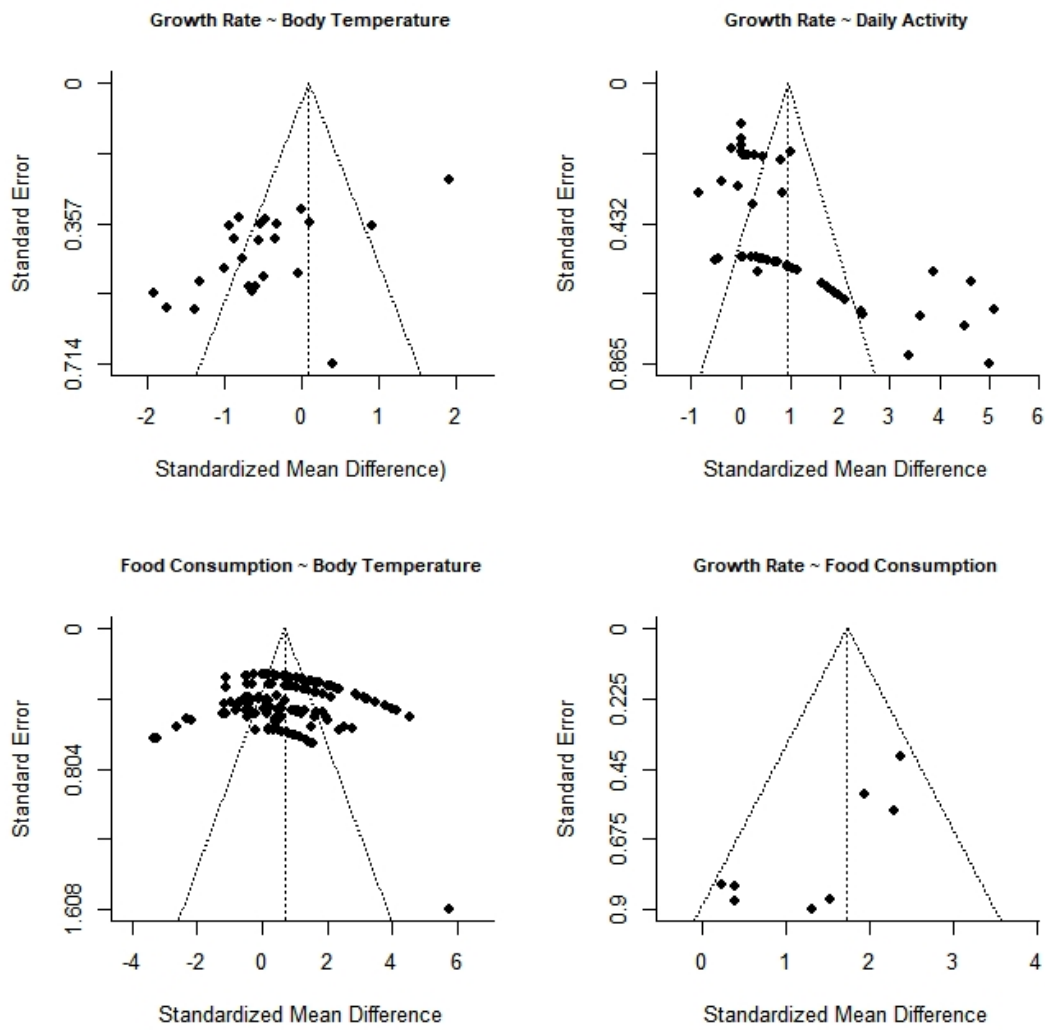 Growth Rate ~ Body Temperature
Standard Error
0
0.357
0.714
-2 -1 0 1 2
Standardized Mean Difference)
Growth Rate ~ Daily Activity
Standard Error
0
0.432
0.865
-1 0 1 2 3 4 5 6
Standardized Mean Difference
Food Consumption ~ Body Temperature
Standard Error
0
0.804
1.608
-4 -2 0 2 4 6
Standardized Mean Difference
Growth Rate ~ Food Consumption
Standard Error
0
0.225
0.45
0.675
0.9
0 1 2 3 4
Standardized Mean Difference